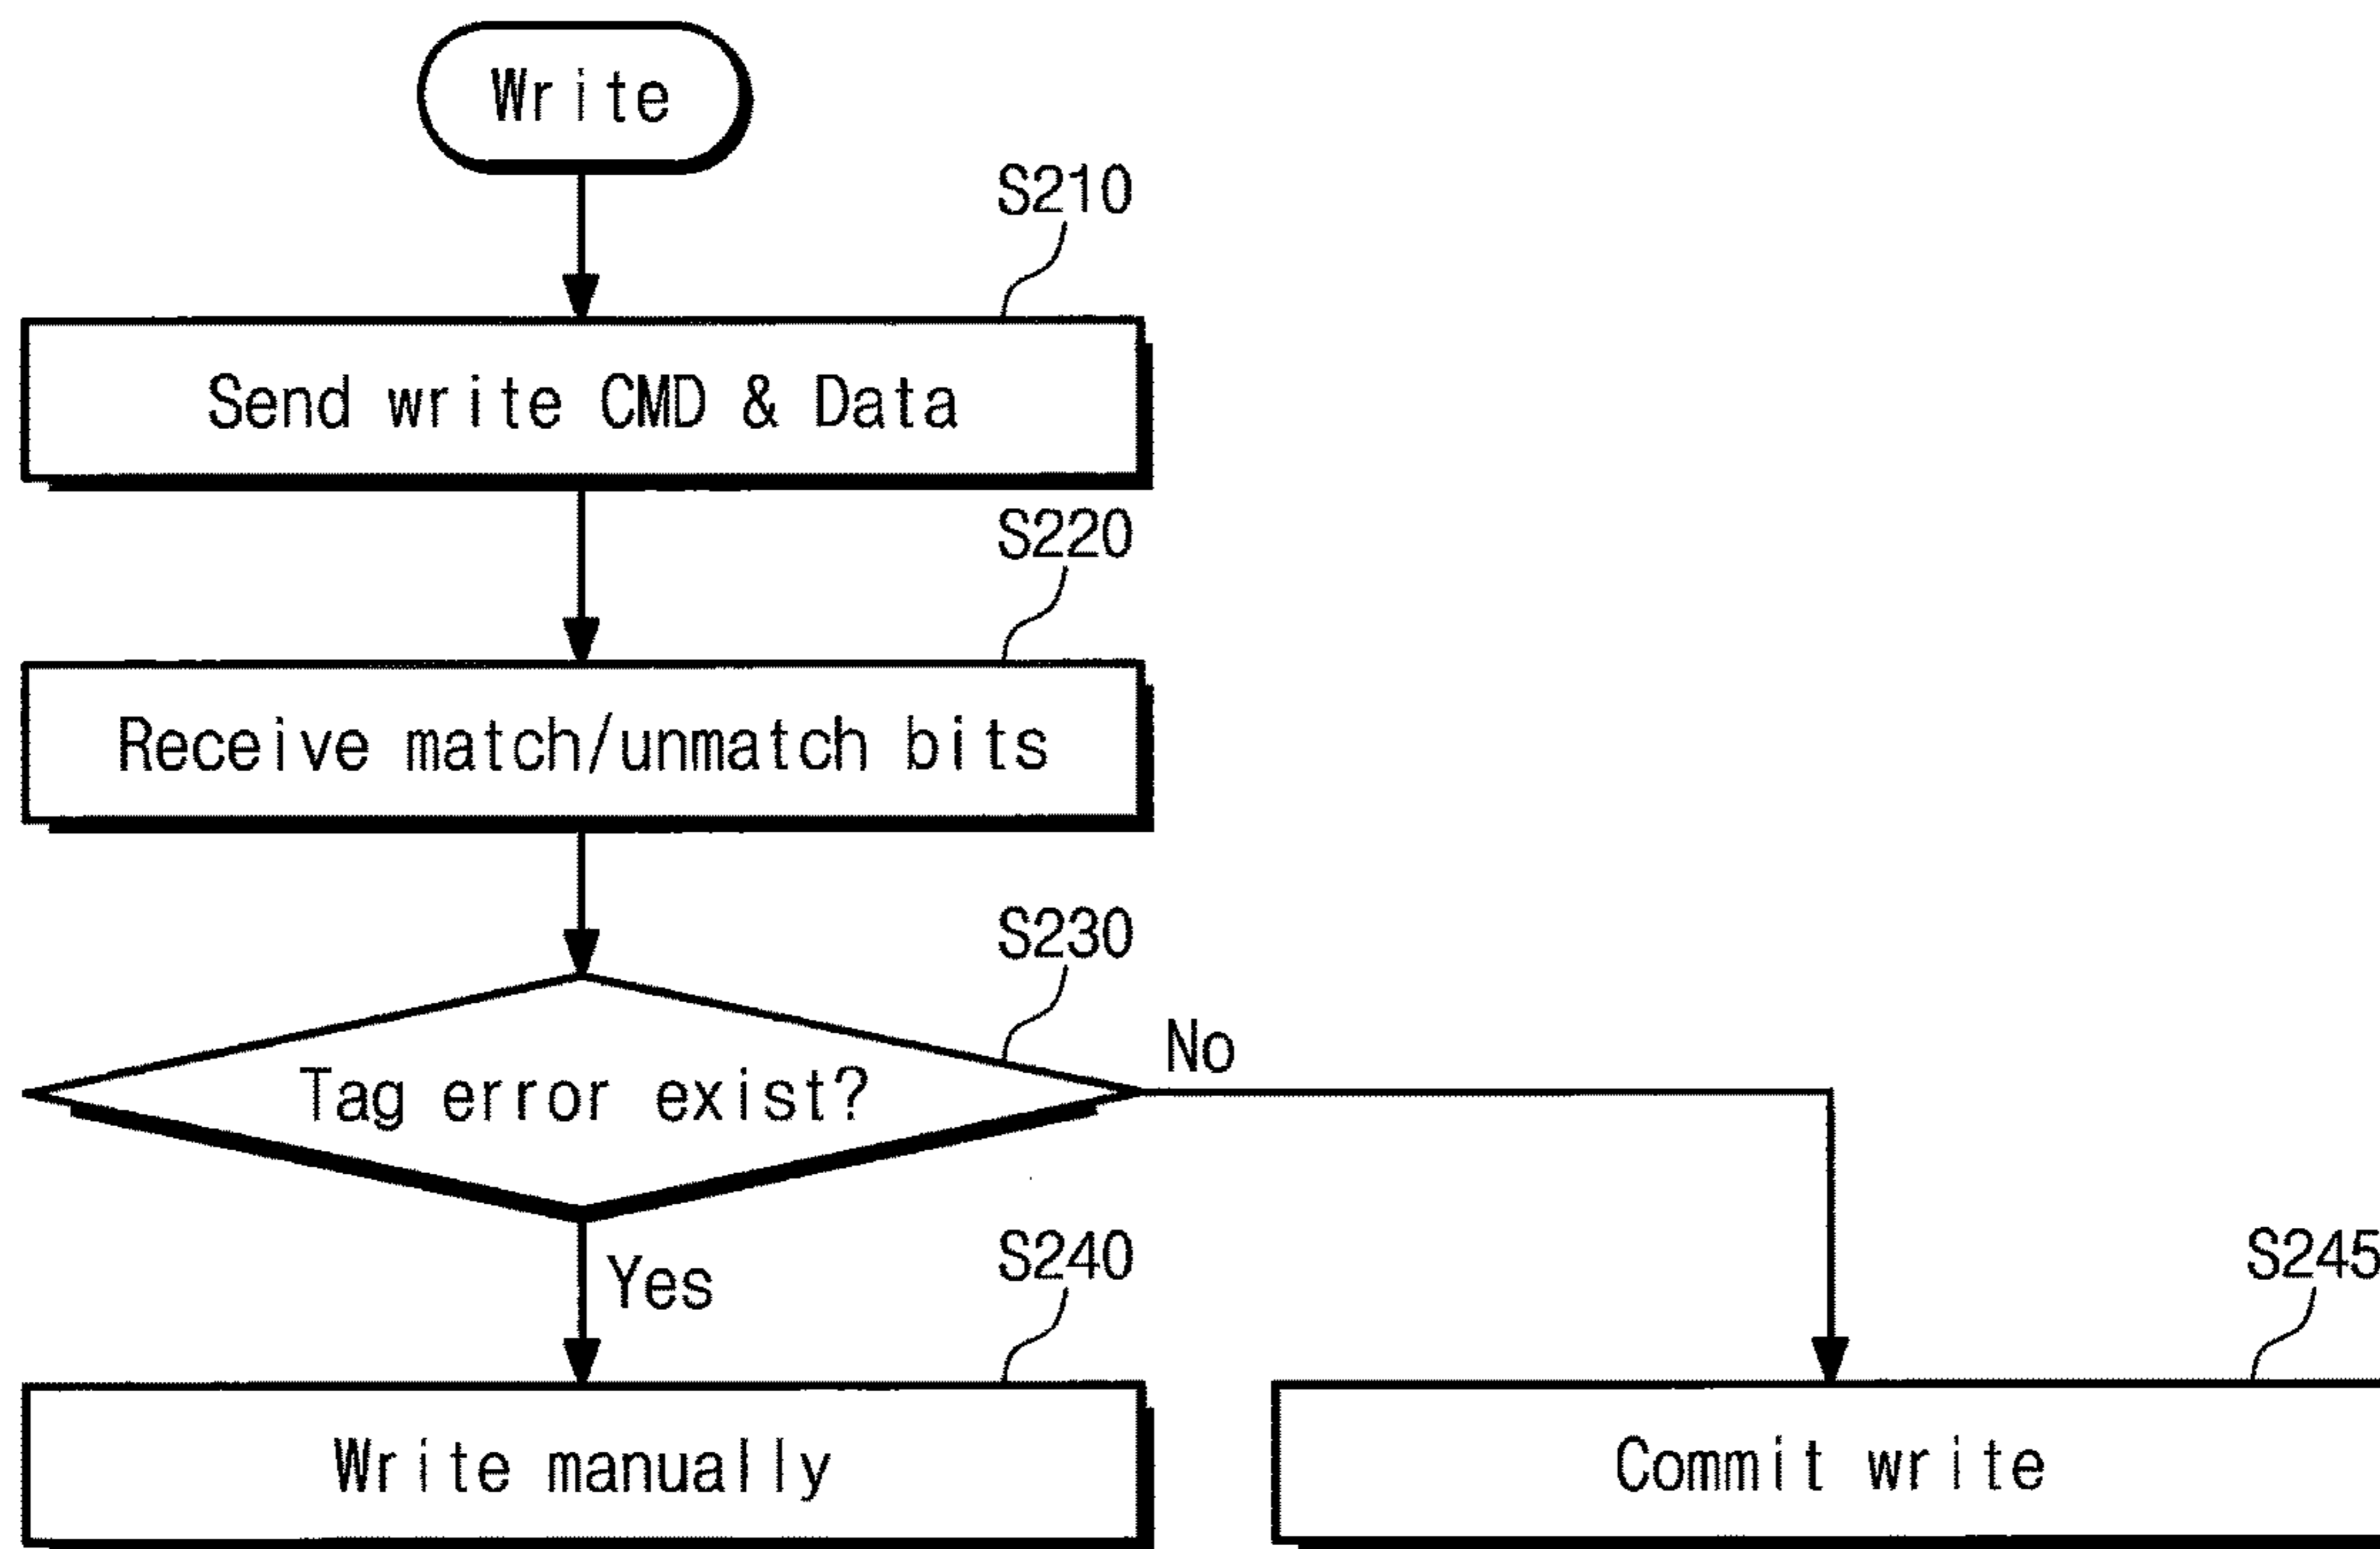 Write
S210
Send write CMD & Data
S220
Receive match/unmatch bits
S230
Tag error exist?
No
Yes
S240
S245
Write manually
Commit write